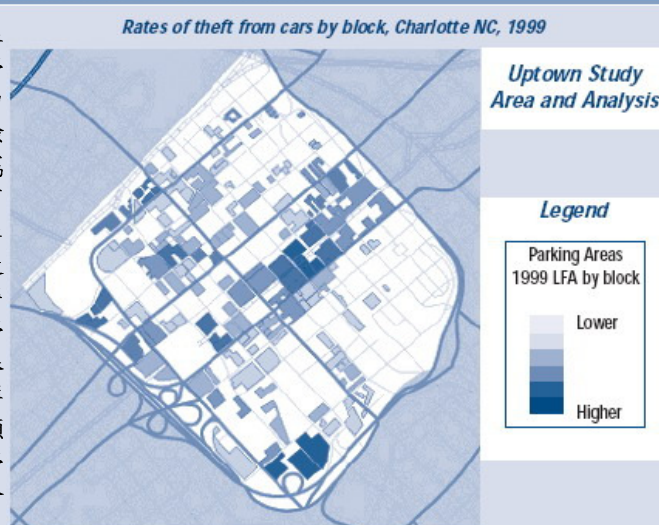 Rates of theft from cars by block, Charlotte NC, 1999
Uptown Study
Area and Analysis
Legend
Parking Areas
1999 LFA by block
Lower
Higher